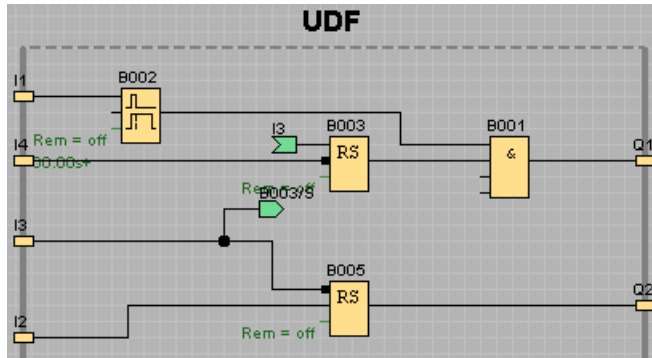 UDF
I1
B002
Rem = off
00.00s+
I4
I3
B003
RS
Rem = off
B001
&
Q1
B003/S
I3
B005
RS
Rem = off
Q2
I2